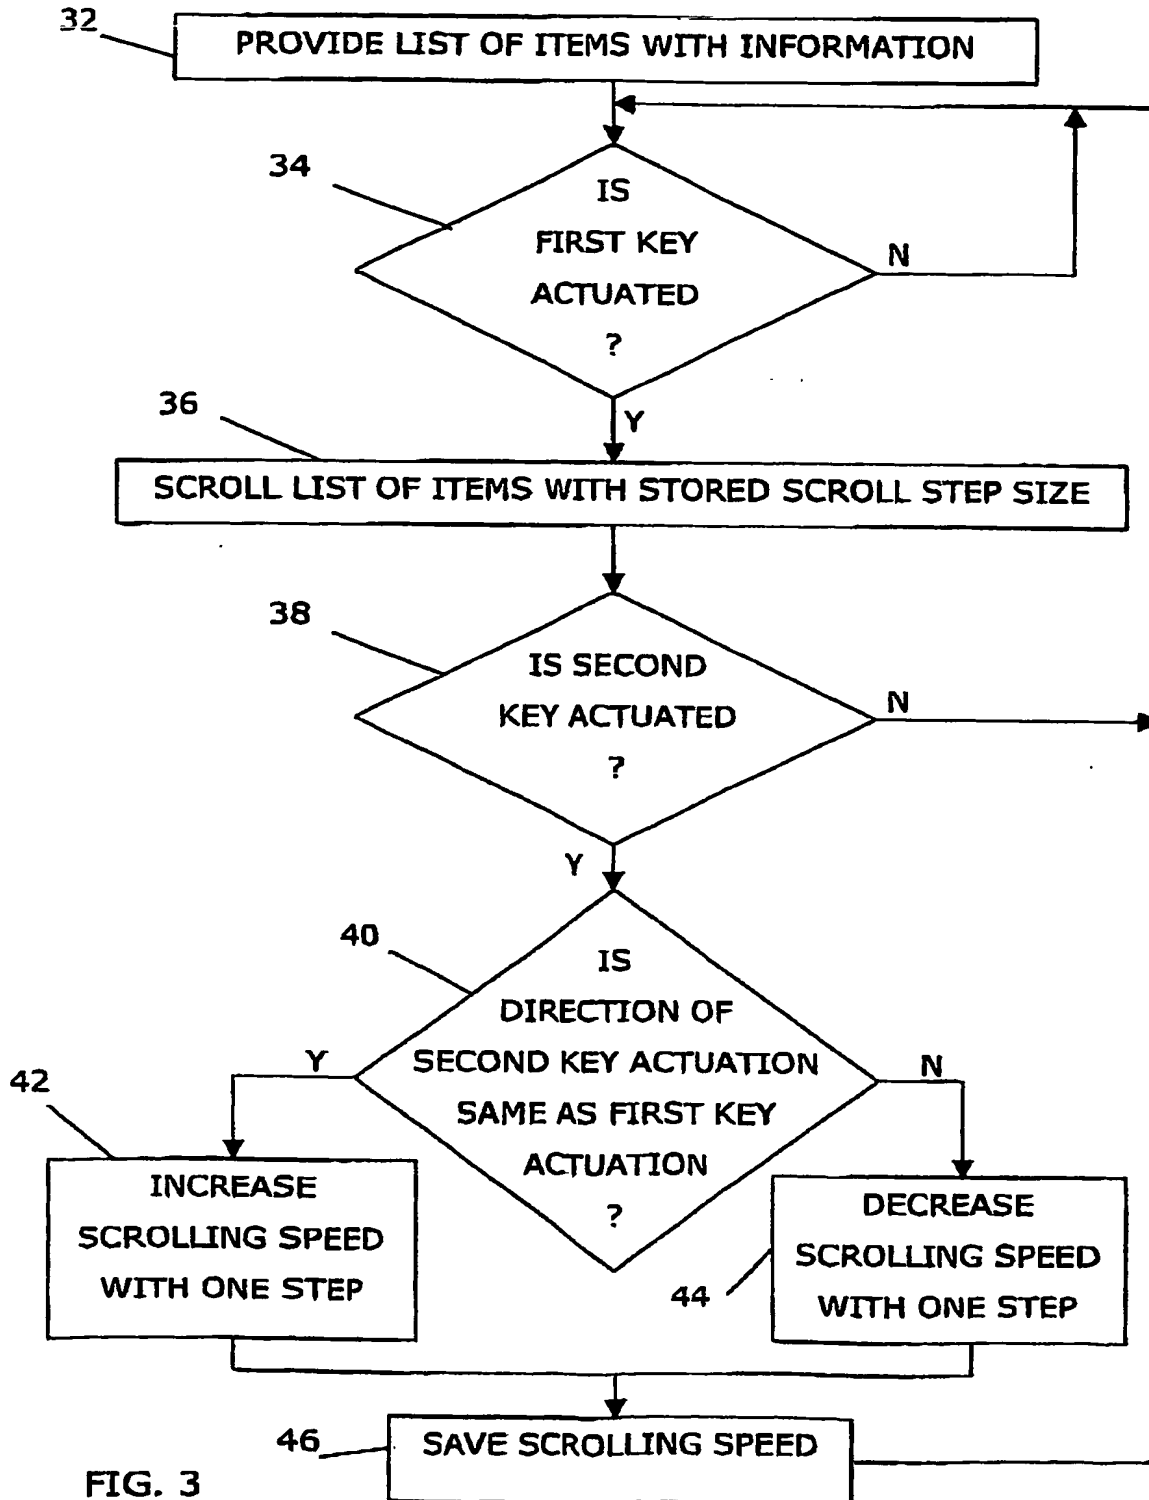 32
PROVIDE LIST OF ITEMS WITH INFORMATION
34
IS
FIRST KEY
ACTUATED
?
N
Y
36
SCROLL LIST OF ITEMS WITH STORED SCROLL STEP SIZE
38
IS SECOND
KEY ACTUATED
?
N
Y
40
IS
DIRECTION OF
SECOND KEY ACTUATION
SAME AS FIRST KEY
ACTUATION
?
Y
N
42
INCREASE
SCROLLING SPEED
WITH ONE STEP
44
DECREASE
SCROLLING SPEED
WITH ONE STEP
46
SAVE SCROLLING SPEED
FIG. 3